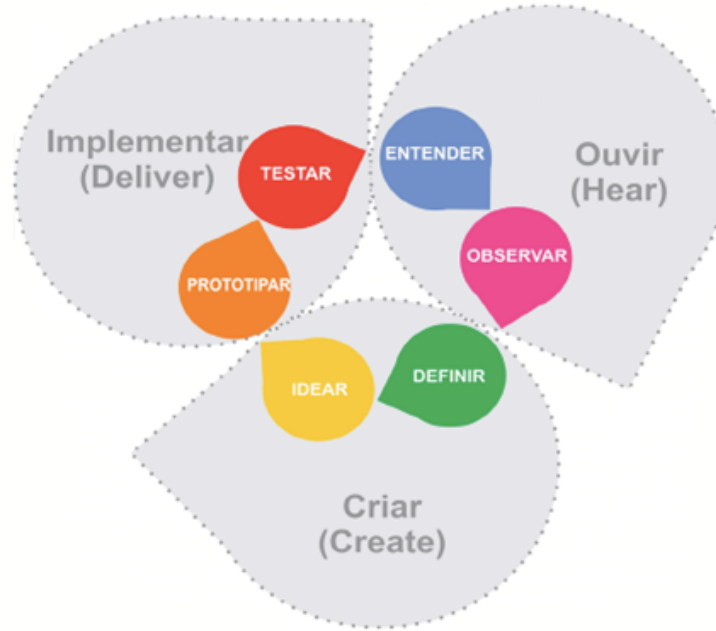 Implementar
(Deliver)
TESTAR
ENTENDER
Ouvir
(Hear)
OBSERVAR
PROTOTIPAR
IDEAR
DEFINIR
Criar
(Create)